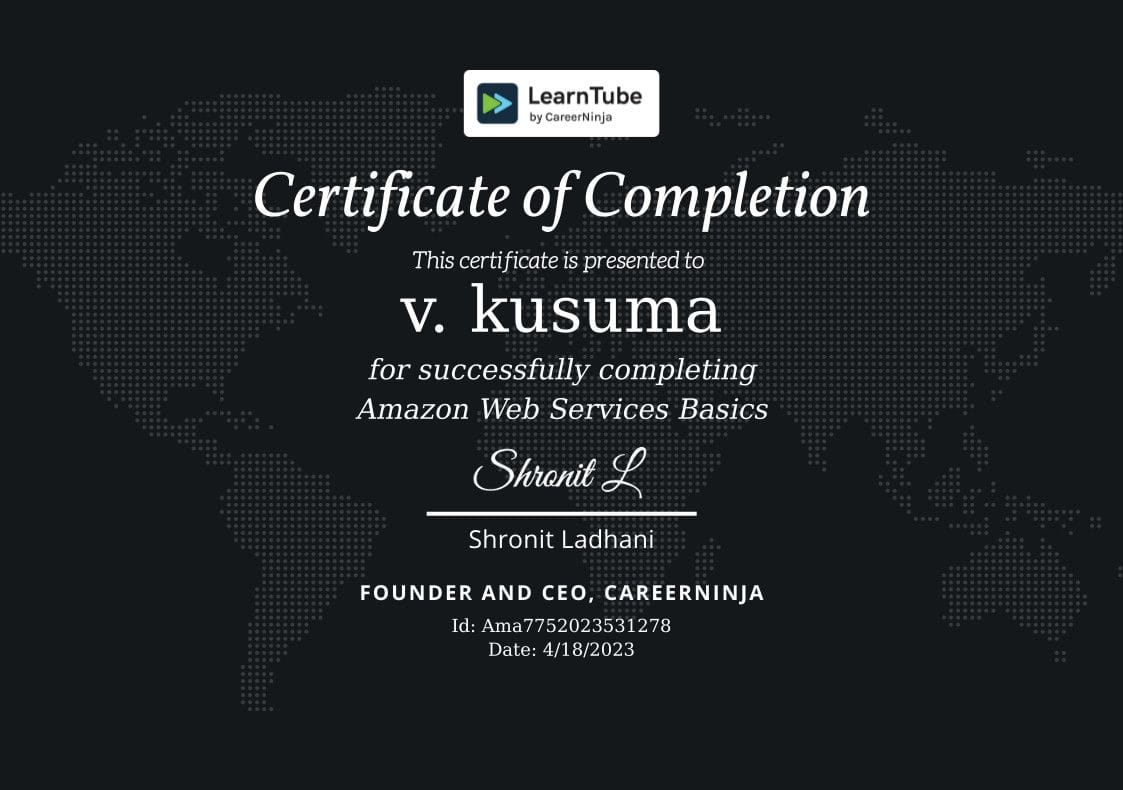 LearnTube
by CareerNinja
Certificate of Completion
This certificate is presented to
v. kusuma
for successfully completing
Amazon Web Services Basics
Shronit L
Shronit Ladhani
FOUNDER AND CEO, CAREERNINJA
Id: Ama7752023531278
Date: 4/18/2023